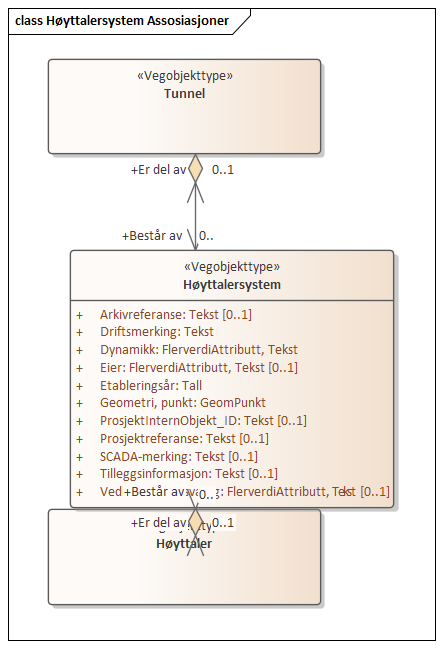 class Høyttalersystem Assosiasjoner
«Vegobjekttype»
Tunnel
+Er del av 0..1
+Består av 0..
«Vegobjekttype»
Høyttalersystem
+ Arkivreferanse: Tekst [0..1]
+ Driftsmerking: Tekst
+ Dynamikk: FlerverdiAttributt, Tekst
+ Eier: FlerverdiAttributt, Tekst [0..1]
+ Etableringsår: Tall
+ Geometri, punkt: GeomPunkt
+ ProsjektInternObjekt_ID: Tekst [0..1]
+ Prosjektreferanse: Tekst [0..1]
+ SCADA-merking: Tekst [0..1]
+ Tilleggsinformasjon: Tekst [0..1]
+ Ved : FlerverdiAttributt, Tekst [0..1]
+Består av 0..
+Er del av 0..1
Høyttaler